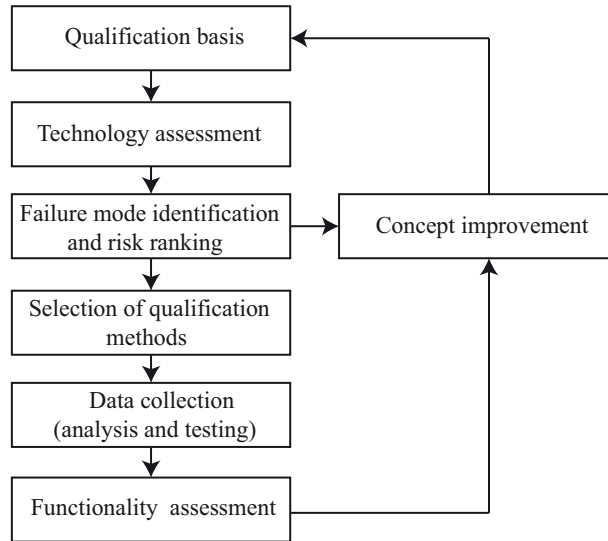 Qualification basis
Technology assessment
Failure mode identification
and risk ranking
Concept improvement
Selection of qualification
methods
Data collection
(analysis and testing)
Functionality assessment